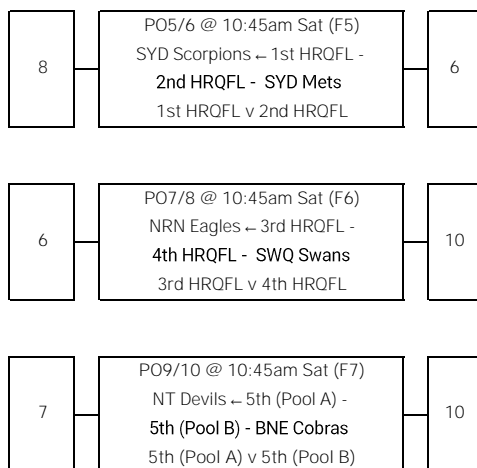 PO5/6 @ 10:45am Sat (F5)
SYD Scorpions ← 1st HRQFL -
8
2nd HRQFL - SYD Mets
6
1st HRQFL v 2nd HRQFL
PO7/8 @ 10:45am Sat (F6)
NRN Eagles ← 3rd HRQFL -
6
4th HRQFL - SWQ Swans
10
3rd HRQFL v 4th HRQFL
PO9/10 @ 10:45am Sat (F7)
NT Devils ← 5th (Pool A) -
7
5th (Pool B) - BNE Cobras
10
5th (Pool A) v 5th (Pool B)